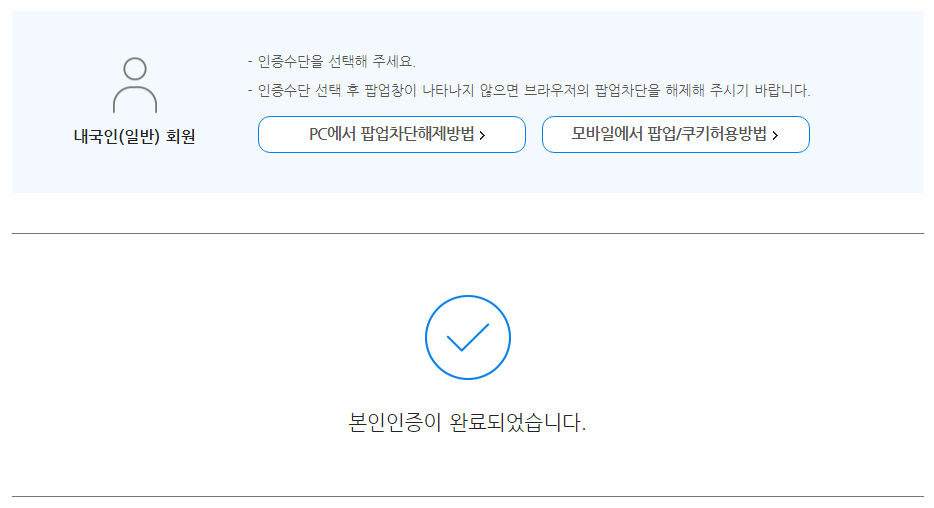 - 인증수단을 선택해 주세요.
- 인증수단 선택 후 팝업창이 나타나지 않으면 브라우저의 팝업차단을 해제해 주시기 바랍니다.
내국인(일반) 회원
PC에서 팝업차단해제방법 >
모바일에서 팝업/쿠키허용방법 >
본인인증이 완료되었습니다.